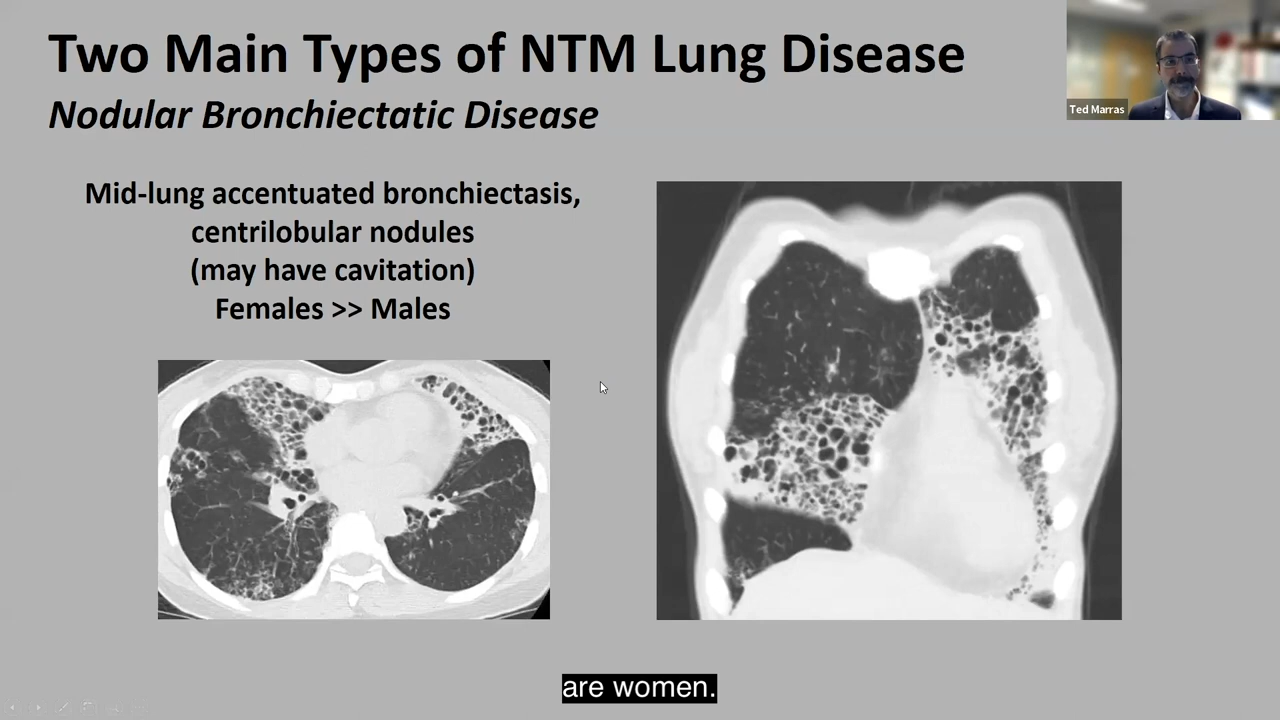 Two Main Types of NTM Lung Disease
Nodular Bronchiectatic Disease
Ted Marras
Mid-lung accentuated bronchiectasis,
centrilobular nodules
(may have cavitation)
Females >> Males
are women.